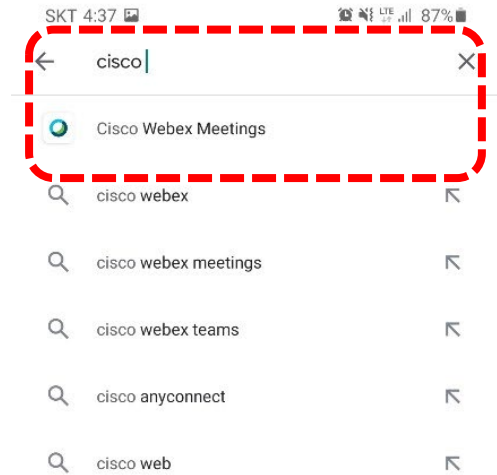 SKT 4:37 LTE 87%
cisco
Cisco Webex Meetings
cisco webex
cisco webex meetings
cisco webex teams
cisco anyconnect
cisco web